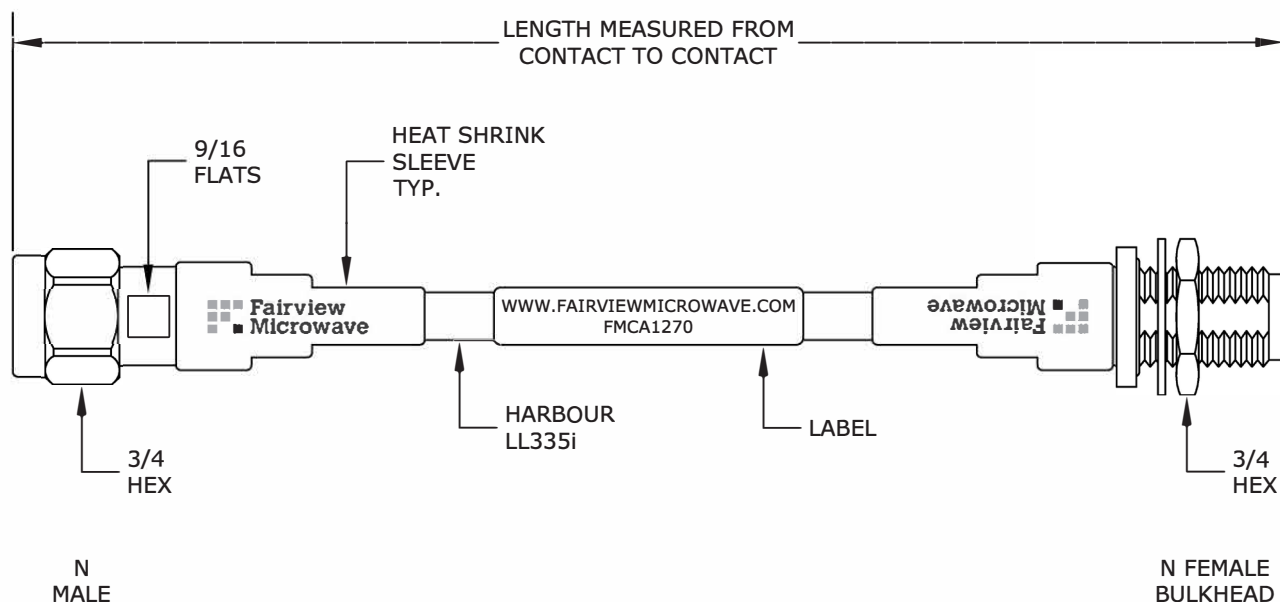 LENGTH MEASURED FROM
CONTACT TO CONTACT
9/16
FLATS
HEAT SHRINK
SLEEVE
TYP.
Fairview
Microwave
WWW.FAIRVIEWMICROWAVE.COM
FMCA1270
Fairview
Microwave
HARBOUR
LL335i
LABEL
3/4
HEX
3/4
HEX
N
MALE
N FEMALE
BULKHEAD